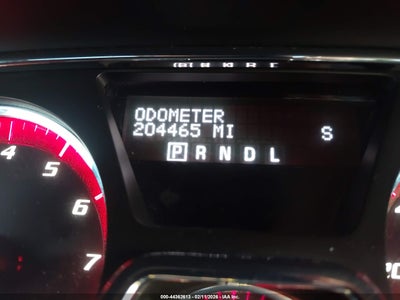 ODOMETER
204465 MI S
P R N D L
4
5
6
7
000-44362613 - 02/11/2026 - IAA Inc.